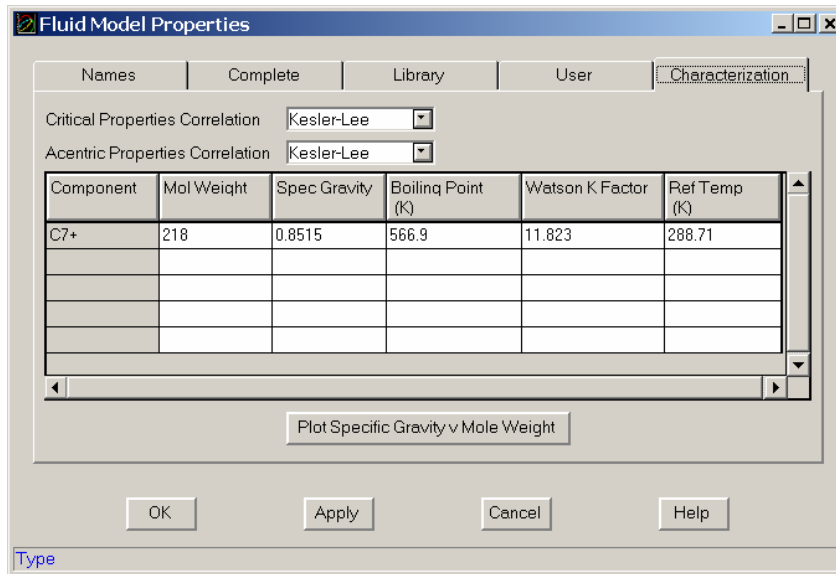 Fluid Model Properties
Names Complete Library User Characterization
Critical Properties Correlation Kesler-Lee
Acentric Properties Correlation Kesler-Lee
Component Mol Weight Spec Gravity Boiling Point Watson K Factor Ref Temp
(K) (K)
C7+ 218 0.8515 566.9 11.823 288.71
Plot Specific Gravity v Mole Weight
OK Apply Cancel Help
Type